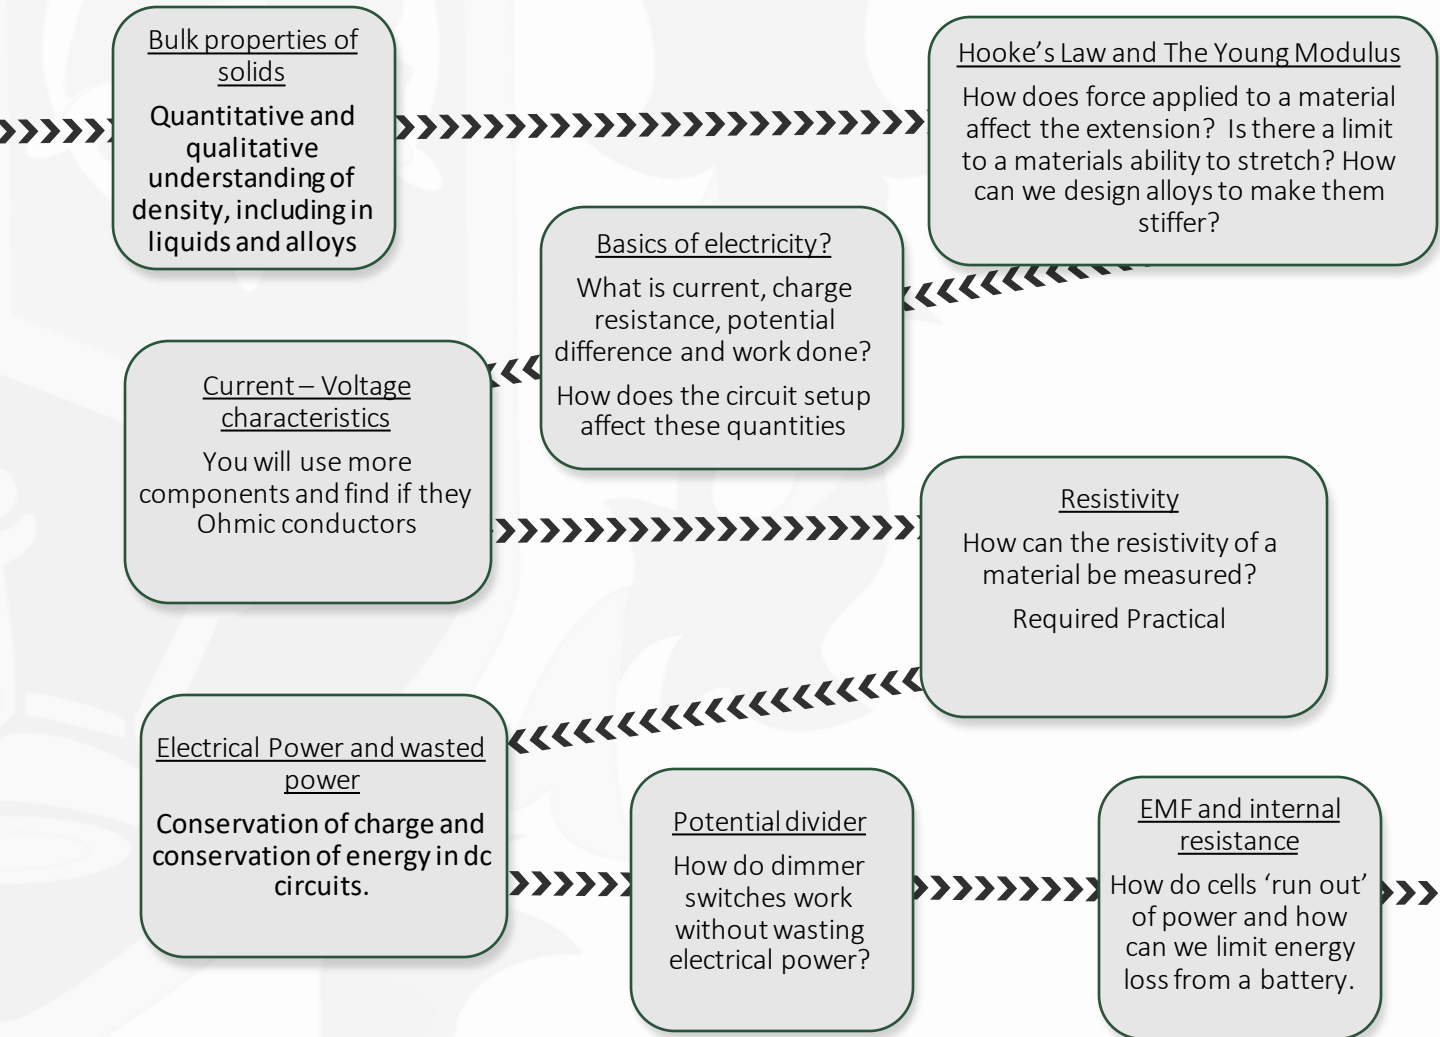 Bulk properties of
solids
Quantitative and
qualitative
understanding of
density, including in
liquids and alloys
Hooke’s Law and The Young Modulus
How does force applied to a material
affect the extension?  Is there a limit
to a materials ability to stretch? How
can we design alloys to make them
stiffer?
Basics of electricity?
What is current, charge
resistance, potential
difference and work done?
How does the circuit setup
affect these quantities
Current – Voltage
characteristics
You will use more
components and find if they
Ohmic conductors
Resistivity
How can the resistivity of a
material be measured?
Required Practical
Electrical Power and wasted
power
Conservation of charge and
conservation of energy in dc
circuits.
Potential divider
How do dimmer
switches work
without wasting
electrical power?
EMF and internal
resistance
How do cells ‘run out’
of power and how
can we limit energy
loss from a battery.